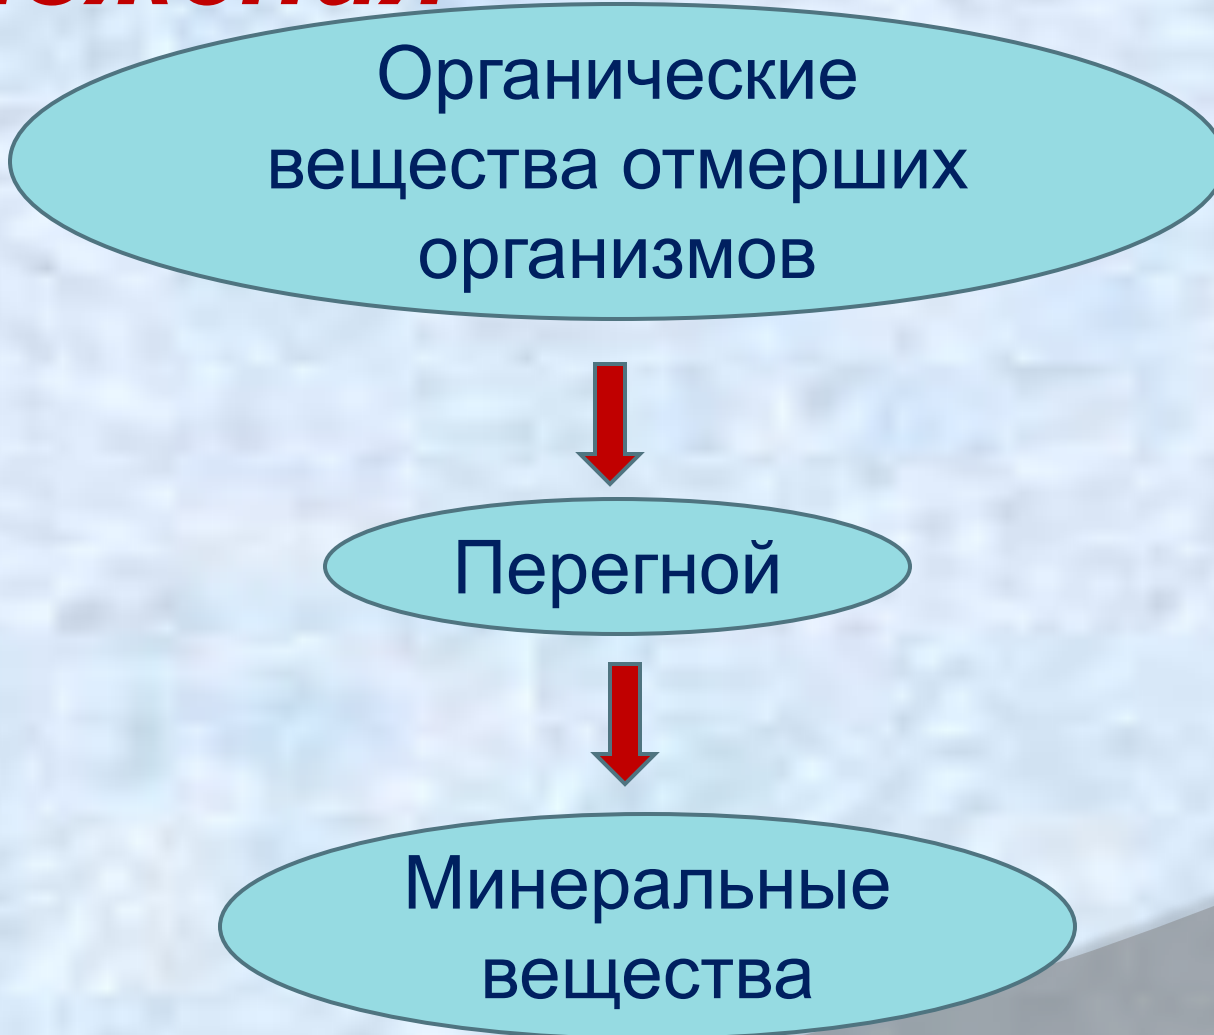 Органические
вещества отмерших
организмов
Перегной
Минеральные
вещества